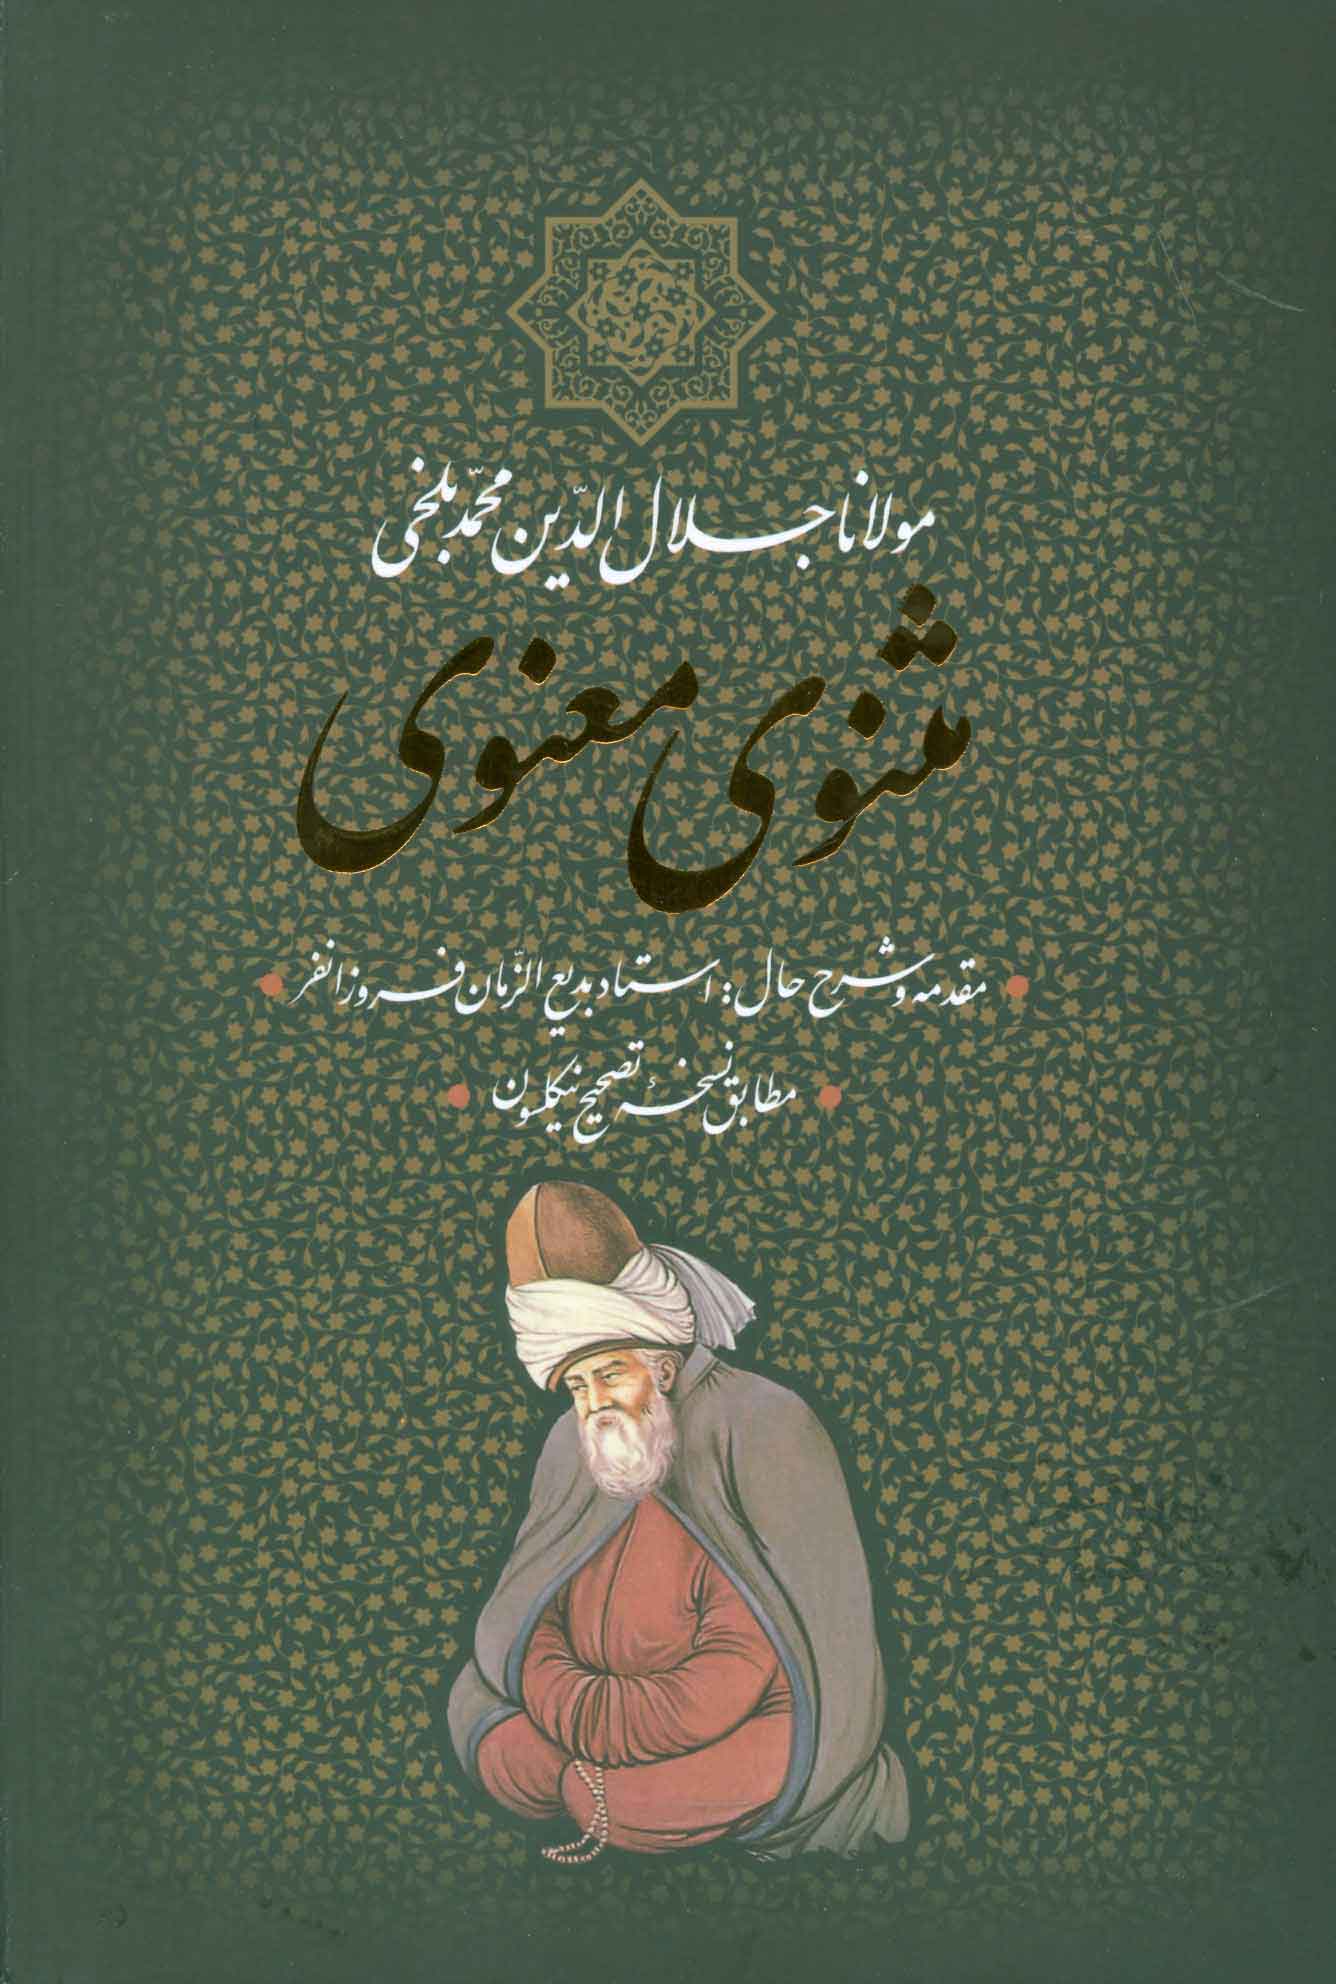 مولانا جلال الدّین محمّد بلخی
مثنوی معنوی
مقدمه و شرح حال: استاد بدیع الزّمان فروزانفر
مطابق نسخهٔ تصحیح نیکلسون